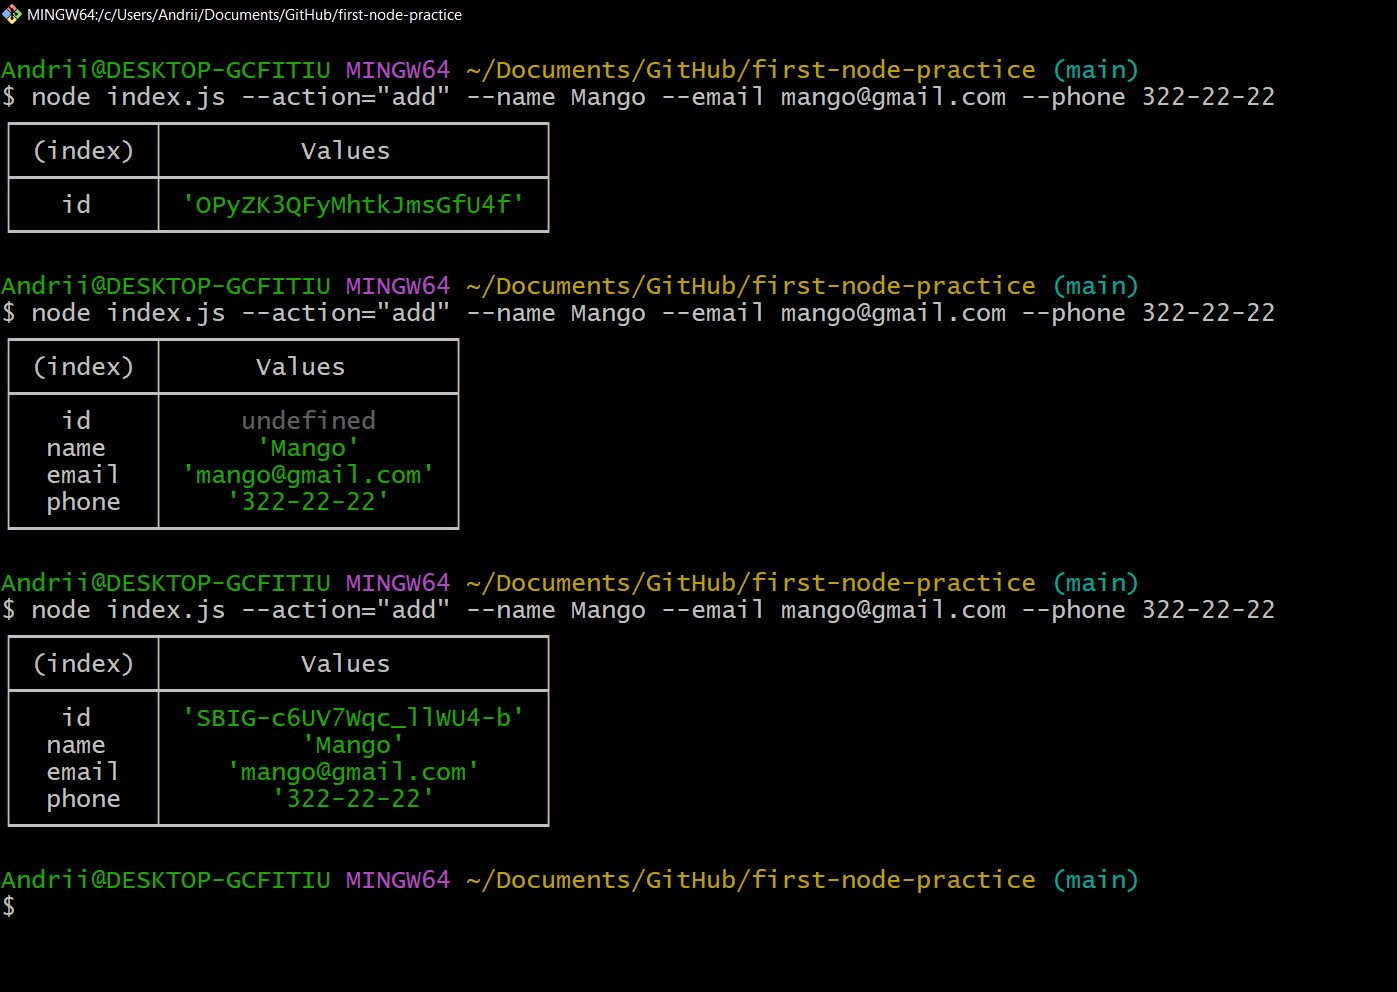 MINGW64:/c/Users/Andrii/Documents/GitHub/first-node-practice
Andrii@DESKTOP-GCFITIU MINGW64 ~/Documents/GitHub/first-node-practice (main)
$ node index.js --action="add" --name Mango --email mango@gmail.com --phone 322-22-22
(index) Values
id 'OPyZK3QFyMhtkJmsGfU4f'
Andrii@DESKTOP-GCFITIU MINGW64 ~/Documents/GitHub/first-node-practice (main)
$ node index.js --action="add" --name Mango --email mango@gmail.com --phone 322-22-22
(index) Values
id undefined
name 'Mango'
email 'mango@gmail.com'
phone '322-22-22'
Andrii@DESKTOP-GCFITIU MINGW64 ~/Documents/GitHub/first-node-practice (main)
$ node index.js --action="add" --name Mango --email mango@gmail.com --phone 322-22-22
(index) Values
id 'SBIG-c6UV7Wqc_llWU4-b'
name 'Mango'
email 'mango@gmail.com'
phone '322-22-22'
Andrii@DESKTOP-GCFITIU MINGW64 ~/Documents/GitHub/first-node-practice (main)
$